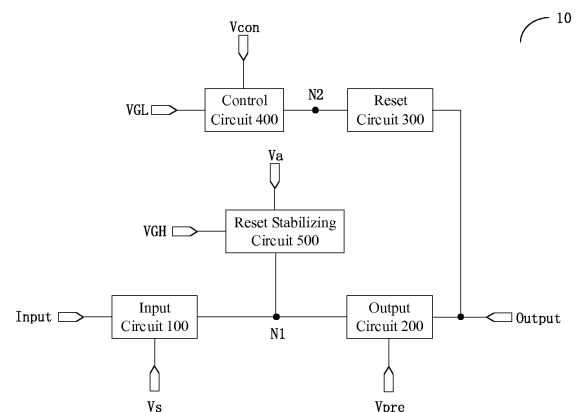 10
Vcon
VGL
Control
Circuit 400
N2
Reset
Circuit 300
Va
VGH
Reset Stabilizing
Circuit 500
Input
Input
Circuit 100
N1
Output
Circuit 200
Output
Vs
Vpre